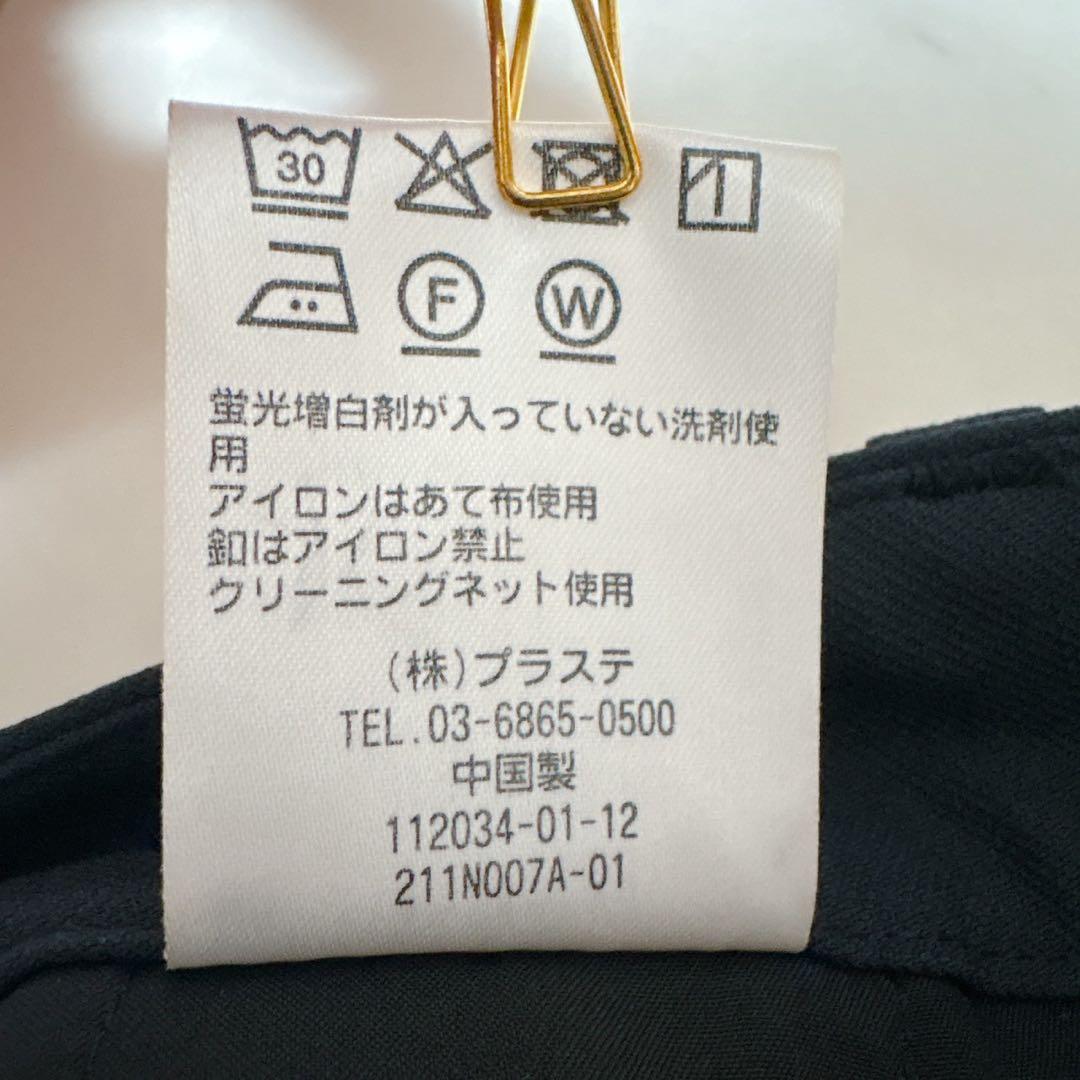 30
F W
蛍光増白剤が入っていない洗剤使
用
アイロンはあて布使用
釦はアイロン禁止
クリーニングネット使用
(株)プラステ
TEL.03-6865-0500
中国製
112034-01-12
211N007A-01